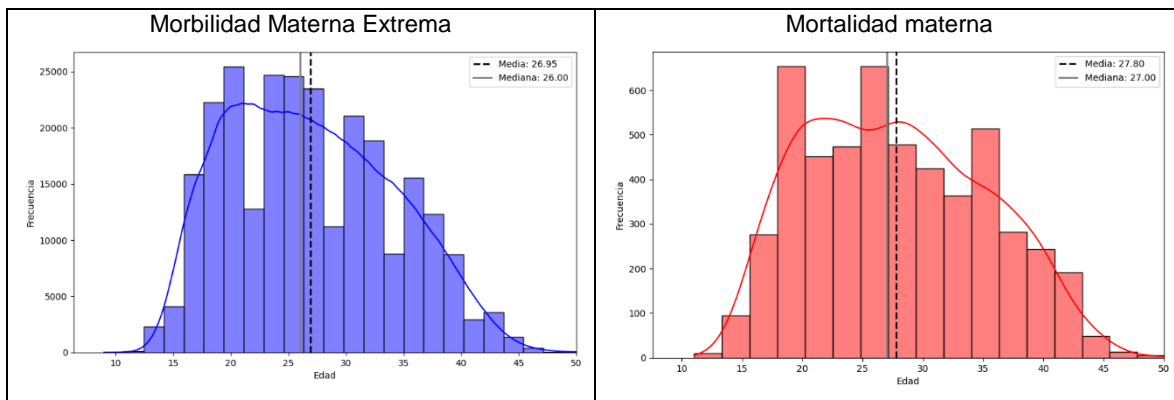 Morbilidad Materna Extrema
Media: 26.95
Mediana: 26.00
25000
20000
15000
10000
5000
0
Frecuencia
10 15 20 25 30 35 40 45 50
Edad
Mortalidad materna
Media: 27.80
Mediana: 27.00
600
500
400
300
200
100
0
Frecuencia
10 15 20 25 30 35 40 45 50
Edad